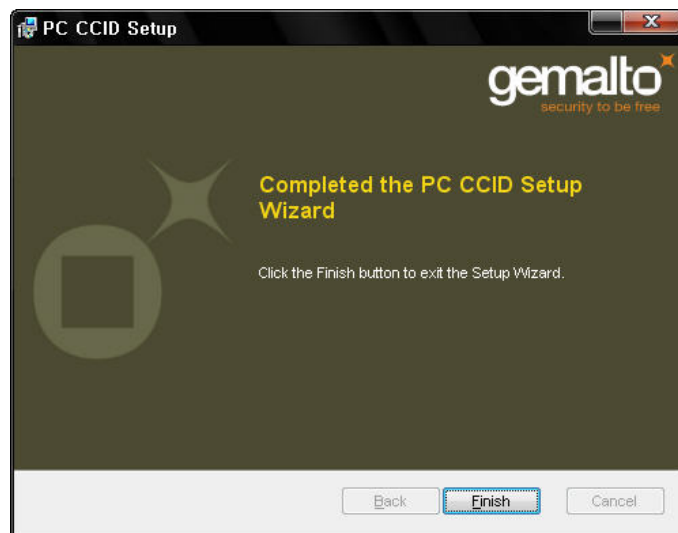 PC CCID Setup
gemalto
security to be free
Completed the PC CCID Setup
Wizard
Click the Finish button to exit the Setup Wizard.
Back Finish Cancel